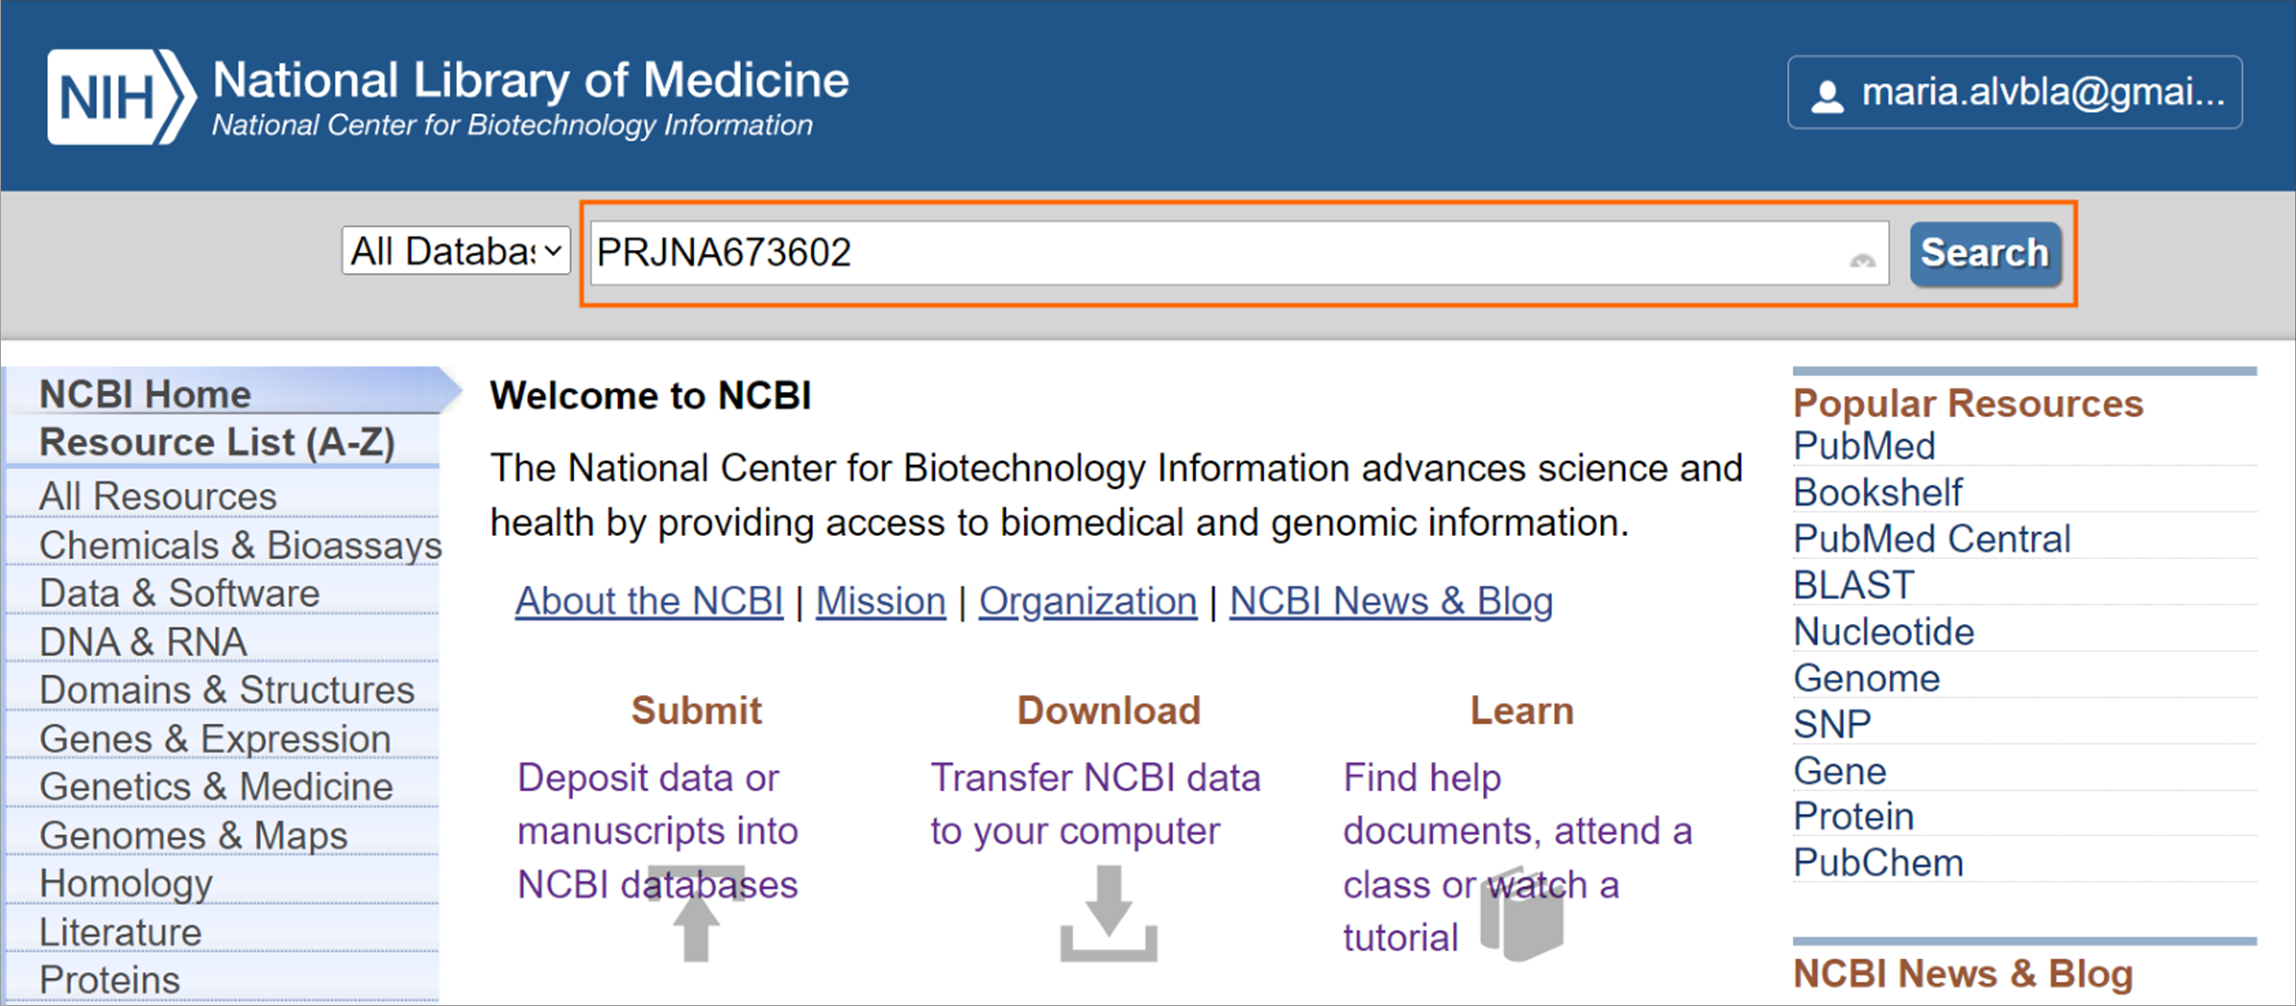 NIH
National Library of Medicine
National Center for Biotechnology Information
maria.alvbla@gmai...
All Databa
PRJNA673602
Search
NCBI Home
Resource List (A-Z)
All Resources
Chemicals & Bioassays
Data & Software
DNA & RNA
Domains & Structures
Genes & Expression
Genetics & Medicine
Genomes & Maps
Homology
Literature
Proteins
Welcome to NCBI
The National Center for Biotechnology Information advances science and
health by providing access to biomedical and genomic information.
About the NCBI | Mission | Organization | NCBI News & Blog
Submit
Deposit data or
manuscripts into
NCBI databases
Download
Transfer NCBI data
to your computer
Learn
Find help
documents, attend a
class or watch a
tutorial
Popular Resources
PubMed
Bookshelf
PubMed Central
BLAST
Nucleotide
Genome
SNP
Gene
Protein
PubChem
NCBI News & Blog